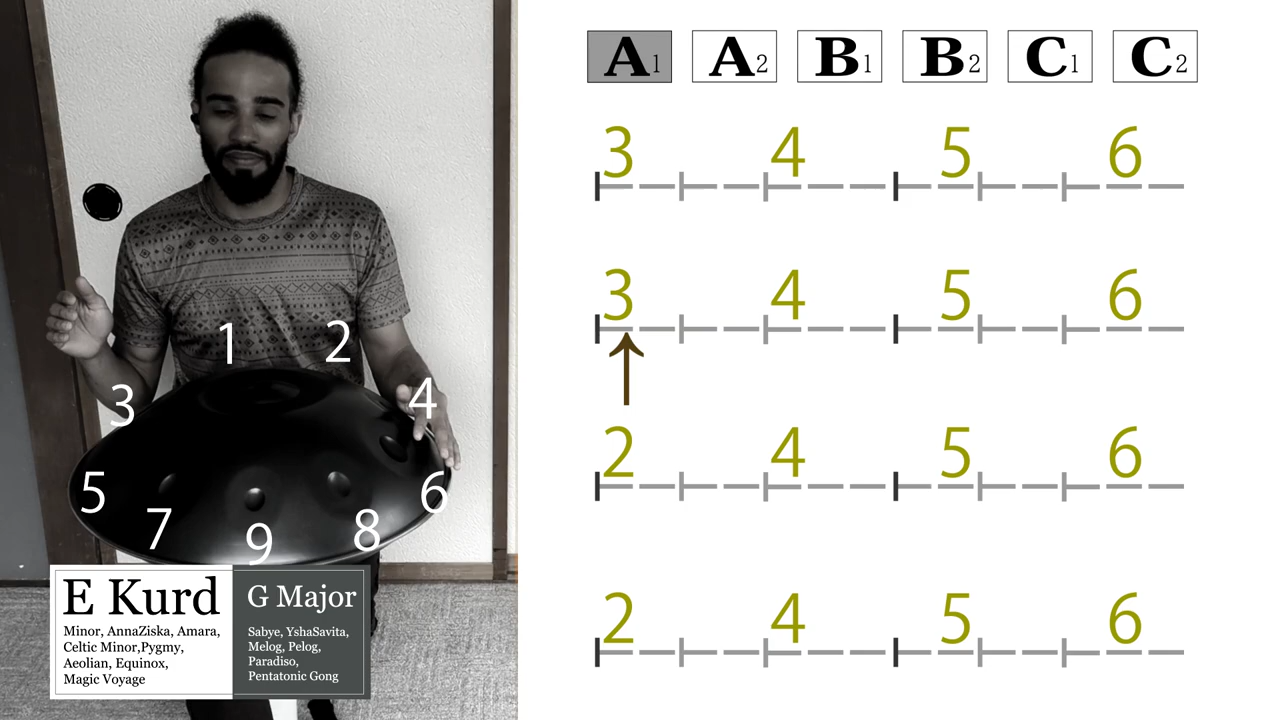 A1 A2 B1 B2 C1 C2
3 4 5 6
3 4 5 6
2 4 5 6
2 4 5 6
1 2
3 4
5 6
7 9 8
E Kurd
Minor, AnnaZiska, Amara,
Celtic Minor,Pygmy,
Aeolian, Equinox,
Magic Voyage
G Major
Sabye, YshaSavita,
Melog, Pelog,
Paradiso,
Pentatonic Gong